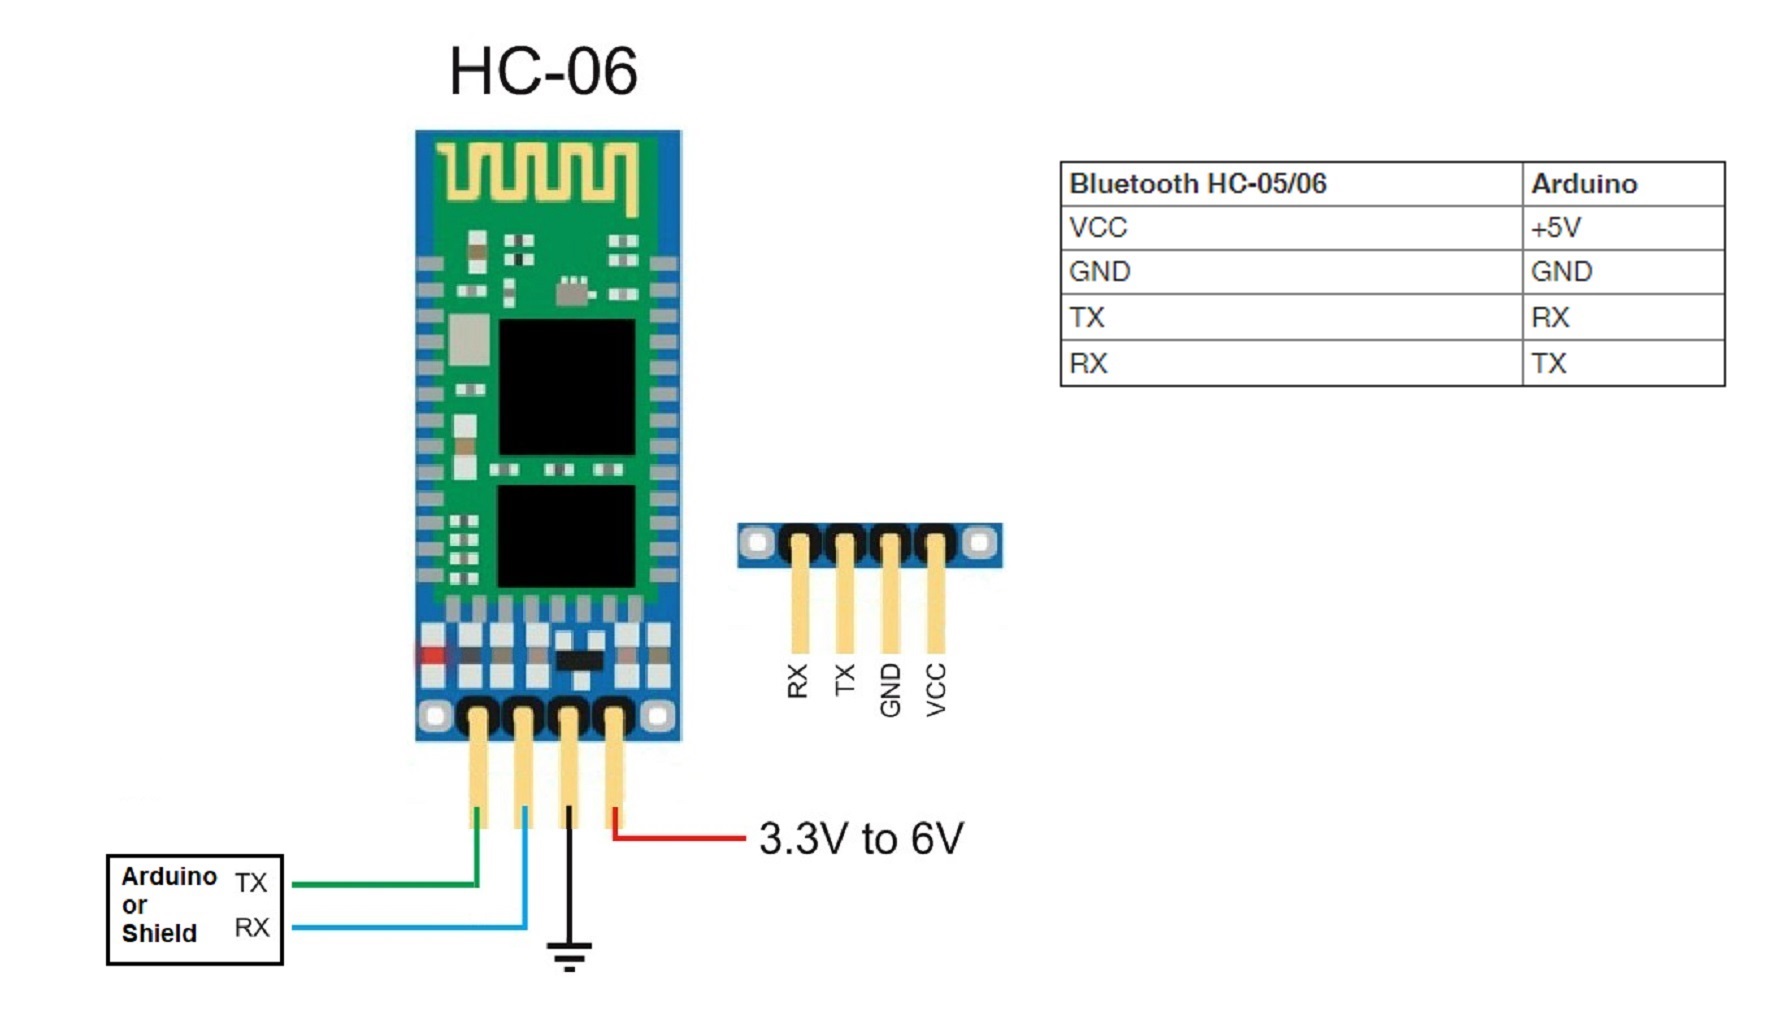 HC-06
Bluetooth HC-05/06 Arduino
VCC +5V
GND GND
TX RX
RX TX
RX TX GND VCC
3.3V to 6V
Arduino TX
or
Shield RX